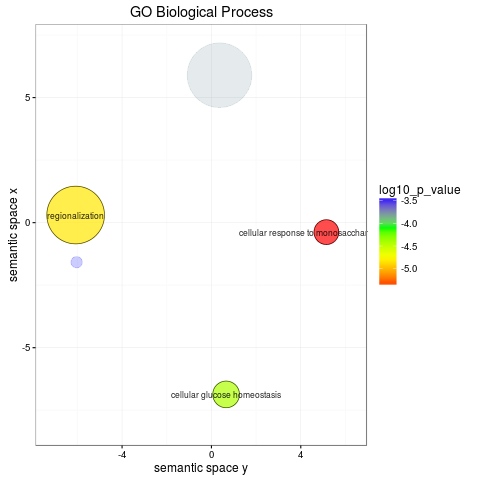 GO Biological Process
5
0
-5
semantic space x
regionalization
cellular response to monosacchar
cellular glucose homeostasis
-4
0
4
semantic space y
log10_p_value
-3.5
-4.0
-4.5
-5.0